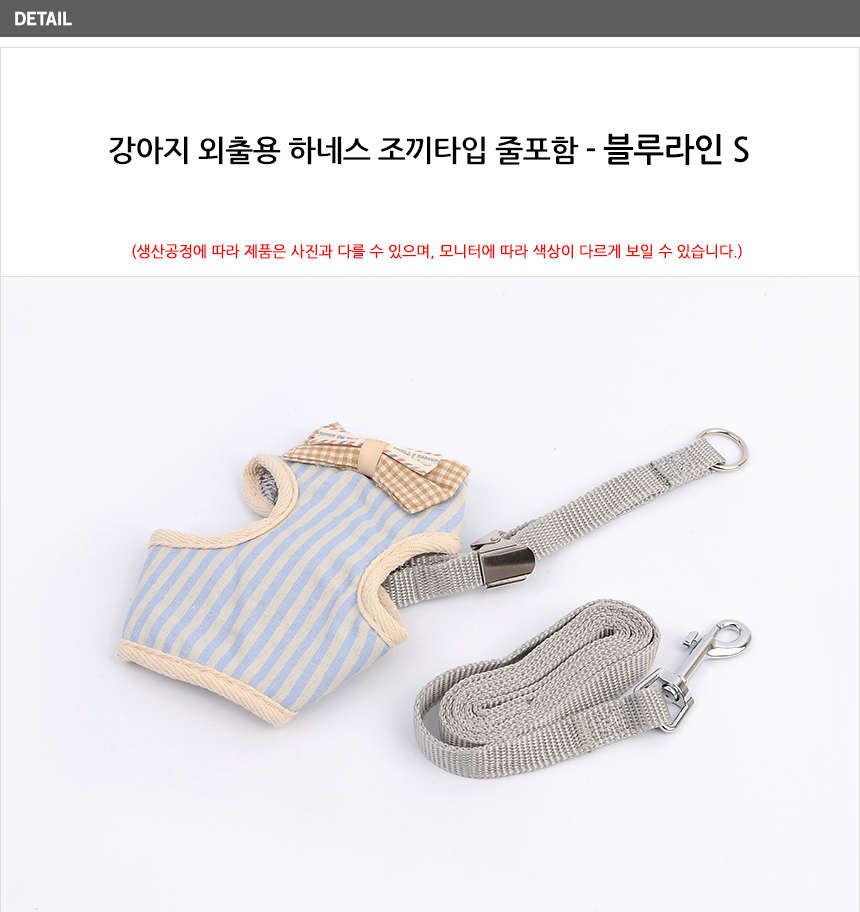 DETAIL
강아지 외출용 하네스 조끼타입 줄포함 - 블루라인 S
(생산공정에 따라 제품은 사진과 다를 수 있으며, 모니터에 따라 색상이 다르게 보일 수 있습니다.)